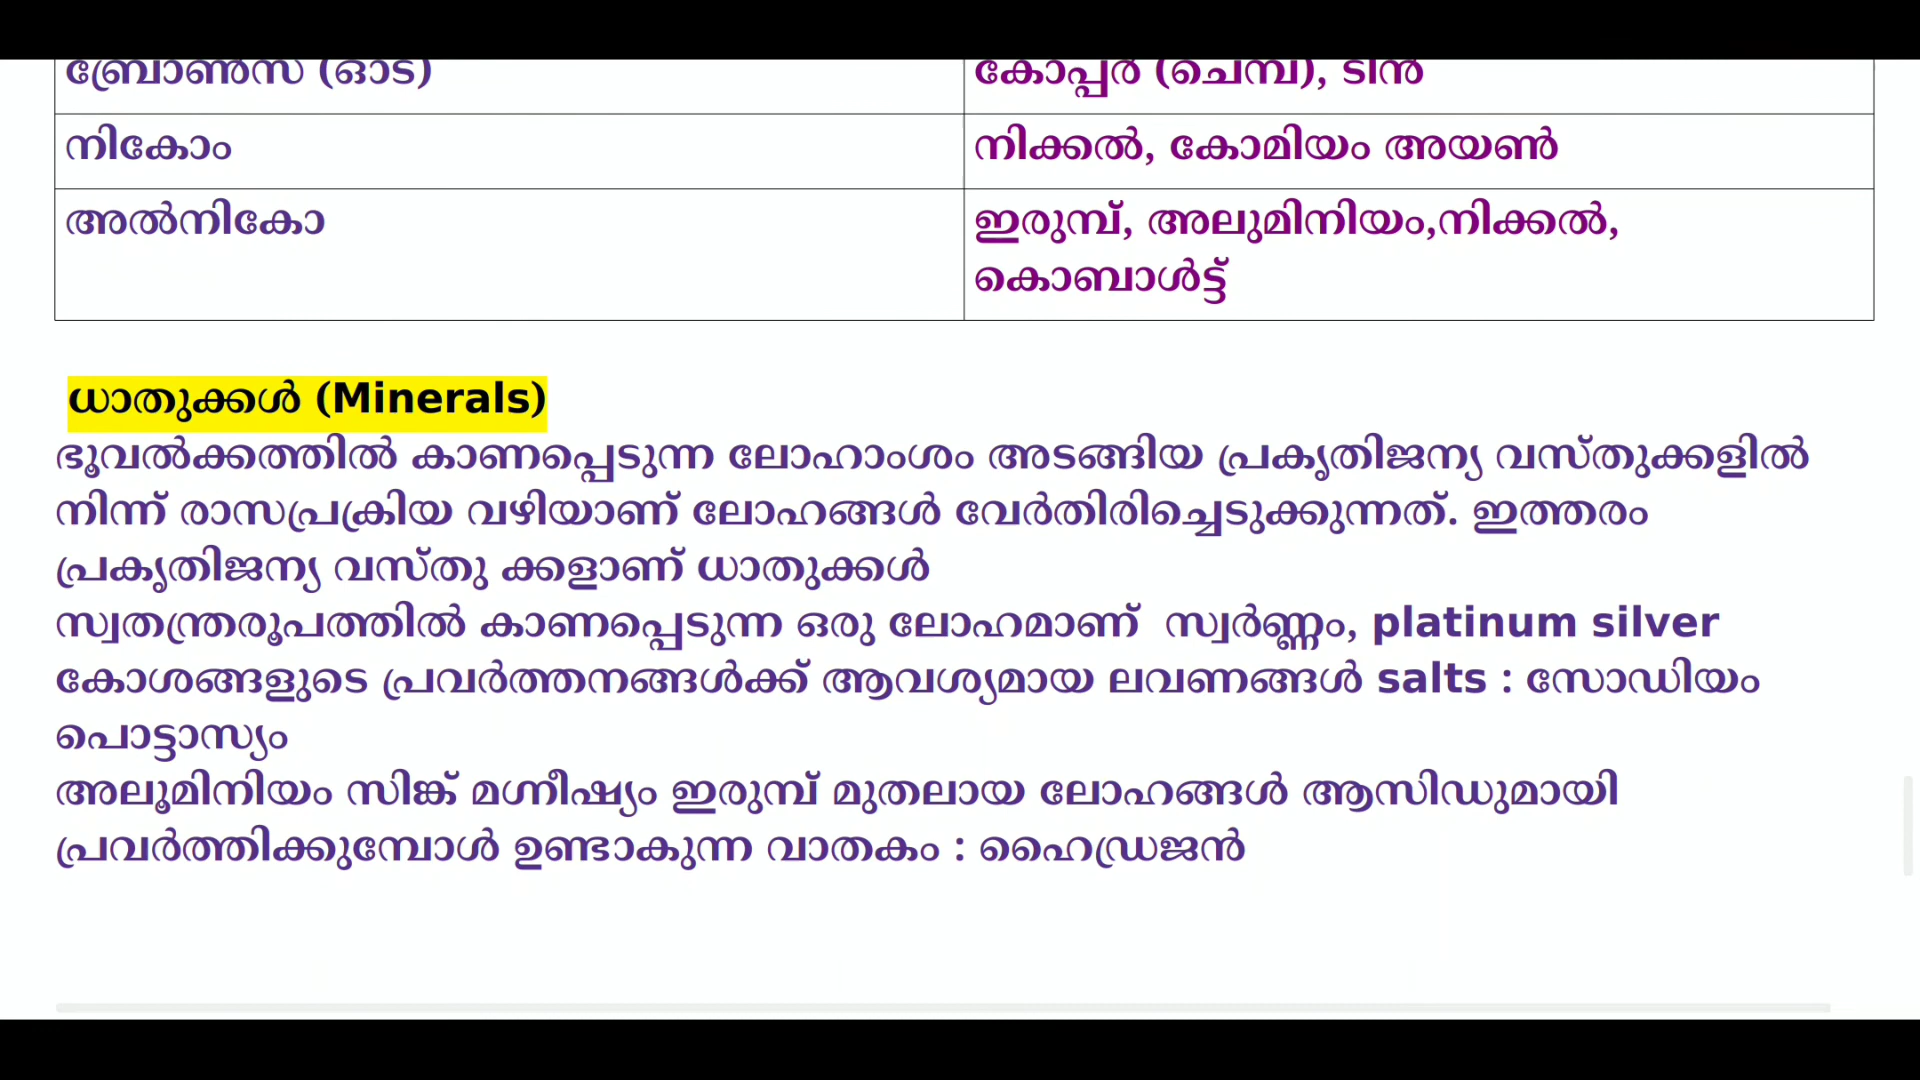 ബ്രോൺസ് (ഓട്)
കോപ്പർ (ചെമ്പ്), ടിൻ
നികോം
നിക്കൽ, കോമിയം അയൺ
അൽനികോ
ഇരുമ്പ്, അലുമിനിയം,നിക്കൽ,
കൊബാൾട്ട്
ധാതുക്കൾ (Minerals)
ഭൂവൽക്കത്തിൽ കാണപ്പെടുന്ന ലോഹാംശം അടങ്ങിയ പ്രകൃതിജന്യ വസ്തുക്കളിൽ
നിന്ന് രാസപ്രക്രിയ വഴിയാണ് ലോഹങ്ങൾ വേർതിരിച്ചെടുക്കുന്നത്. ഇത്തരം
പ്രകൃതിജന്യ വസ്തു ക്കളാണ് ധാതുക്കൾ
സ്വതന്ത്രരൂപത്തിൽ കാണപ്പെടുന്ന ഒരു ലോഹമാണ് സ്വർണ്ണം, platinum silver
കോശങ്ങളുടെ പ്രവർത്തനങ്ങൾക്ക് ആവശ്യമായ ലവണങ്ങൾ salts : സോഡിയം
പൊട്ടാസ്യം
അലൂമിനിയം സിങ്ക് മഗ്നീഷ്യം ഇരുമ്പ് മുതലായ ലോഹങ്ങൾ ആസിഡുമായി
പ്രവർത്തിക്കുമ്പോൾ ഉണ്ടാകുന്ന വാതകം : ഹൈഡ്രജൻ